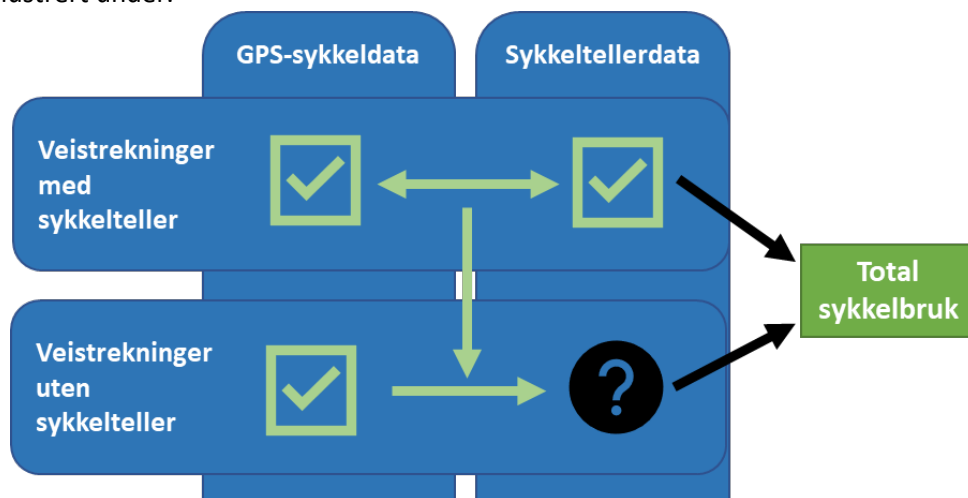 GPS-sykkeldata
Sykkeltellerdata
Veistrekninger
med
sykkelteller
Total
sykkelbruk
Veistrekninger
uten
sykkelteller
?